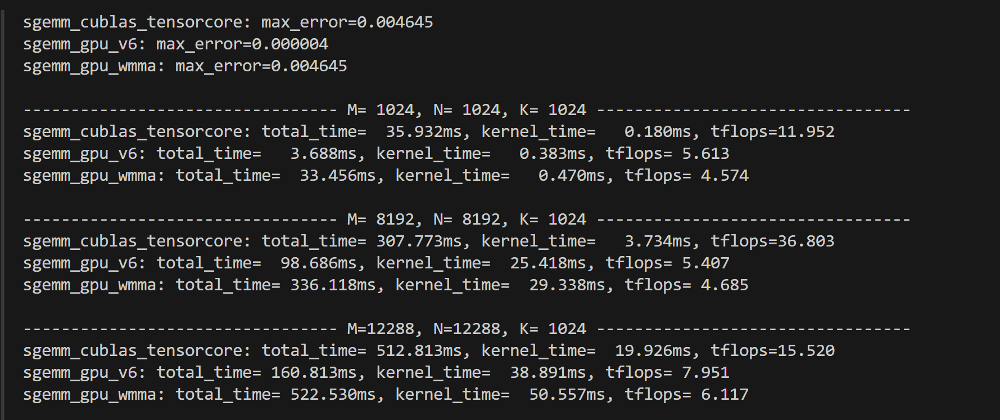 sgemm_cublas_tensorcore: max_error=0.004645
sgemm_gpu_v6: max_error=0.000004
sgemm_gpu_wmma: max_error=0.004645
--------------------------------- M= 1024, N= 1024, K= 1024 ---------------------------------
sgemm_cublas_tensorcore: total_time=  35.932ms, kernel_time=   0.180ms, tflops=11.952
sgemm_gpu_v6: total_time=   3.688ms, kernel_time=   0.383ms, tflops= 5.613
sgemm_gpu_wmma: total_time=  33.456ms, kernel_time=   0.470ms, tflops= 4.574
--------------------------------- M= 8192, N= 8192, K= 1024 ---------------------------------
sgemm_cublas_tensorcore: total_time= 307.773ms, kernel_time=   3.734ms, tflops=36.803
sgemm_gpu_v6: total_time=  98.686ms, kernel_time=  25.418ms, tflops= 5.407
sgemm_gpu_wmma: total_time= 336.118ms, kernel_time=  29.338ms, tflops= 4.685
--------------------------------- M=12288, N=12288, K= 1024 ---------------------------------
sgemm_cublas_tensorcore: total_time= 512.813ms, kernel_time=  19.926ms, tflops=15.520
sgemm_gpu_v6: total_time= 160.813ms, kernel_time=  38.891ms, tflops= 7.951
sgemm_gpu_wmma: total_time= 522.530ms, kernel_time=  50.557ms, tflops= 6.117